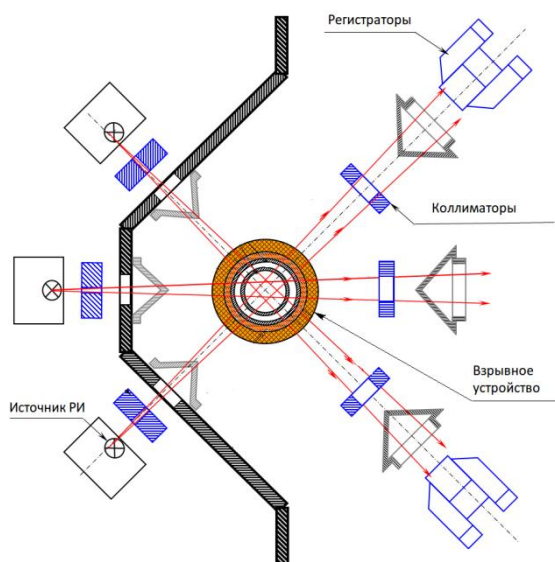 Регистраторы
Коллиматоры
Взрывное
устройство
Источник РИ